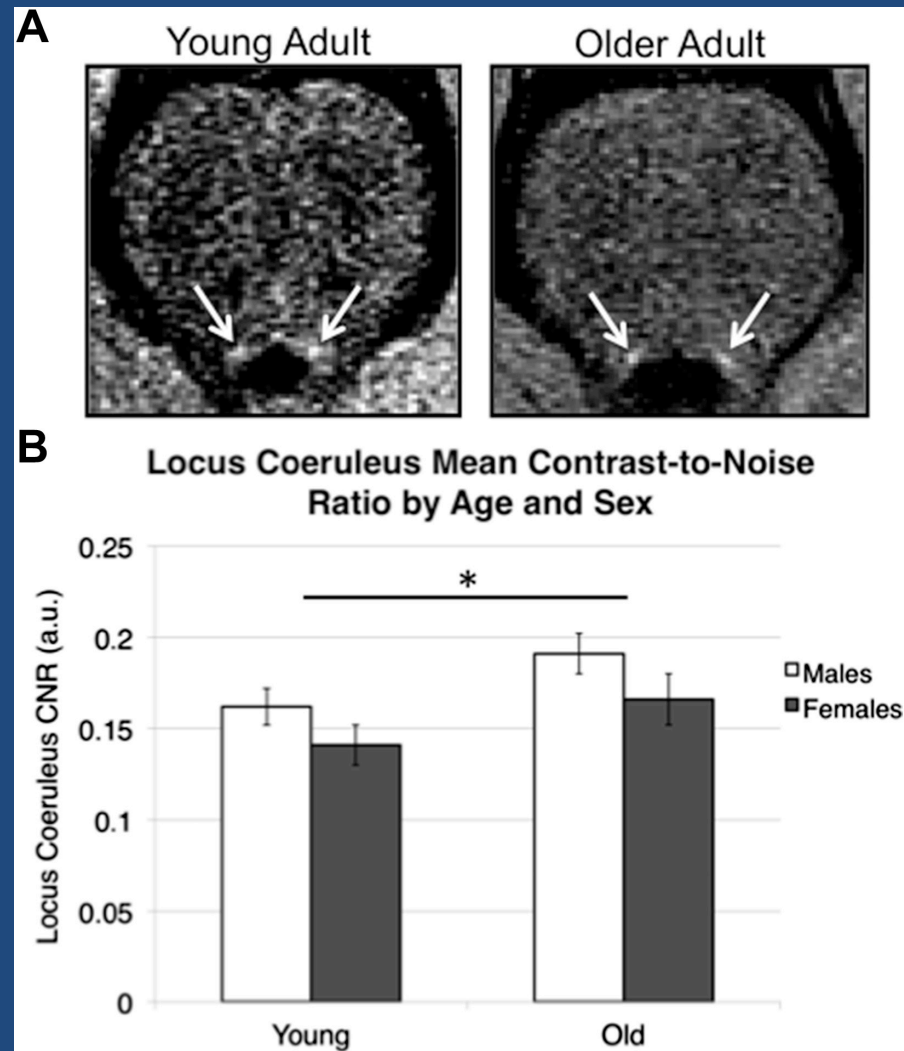 A
Young Adult
Older Adult
B
Locus Coeruleus Mean Contrast-to-Noise
Ratio by Age and Sex
Locus Coeruleus CNR (a.u.)
0.25
0.2
0.15
0.1
0.05
0
*
Males
Females
Young
Old